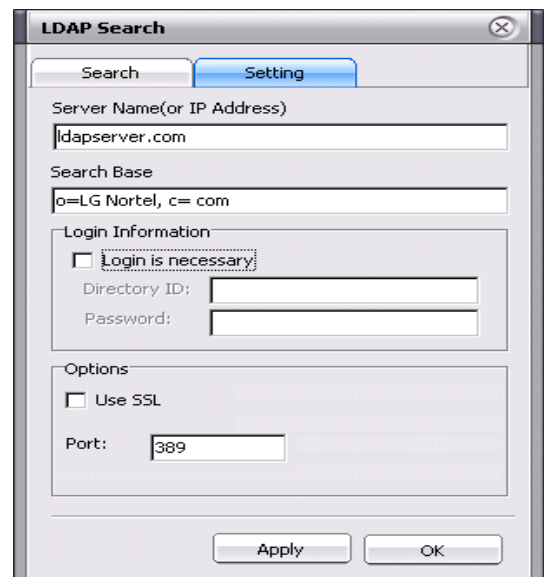 LDAP Search
Search Setting
Server Name(or IP Address)
ldapserver.com
Search Base
o=LG Nortel, c= com
Login Information
Login is necessary
Directory ID:
Password:
Options
Use SSL
Port: 389
Apply OK